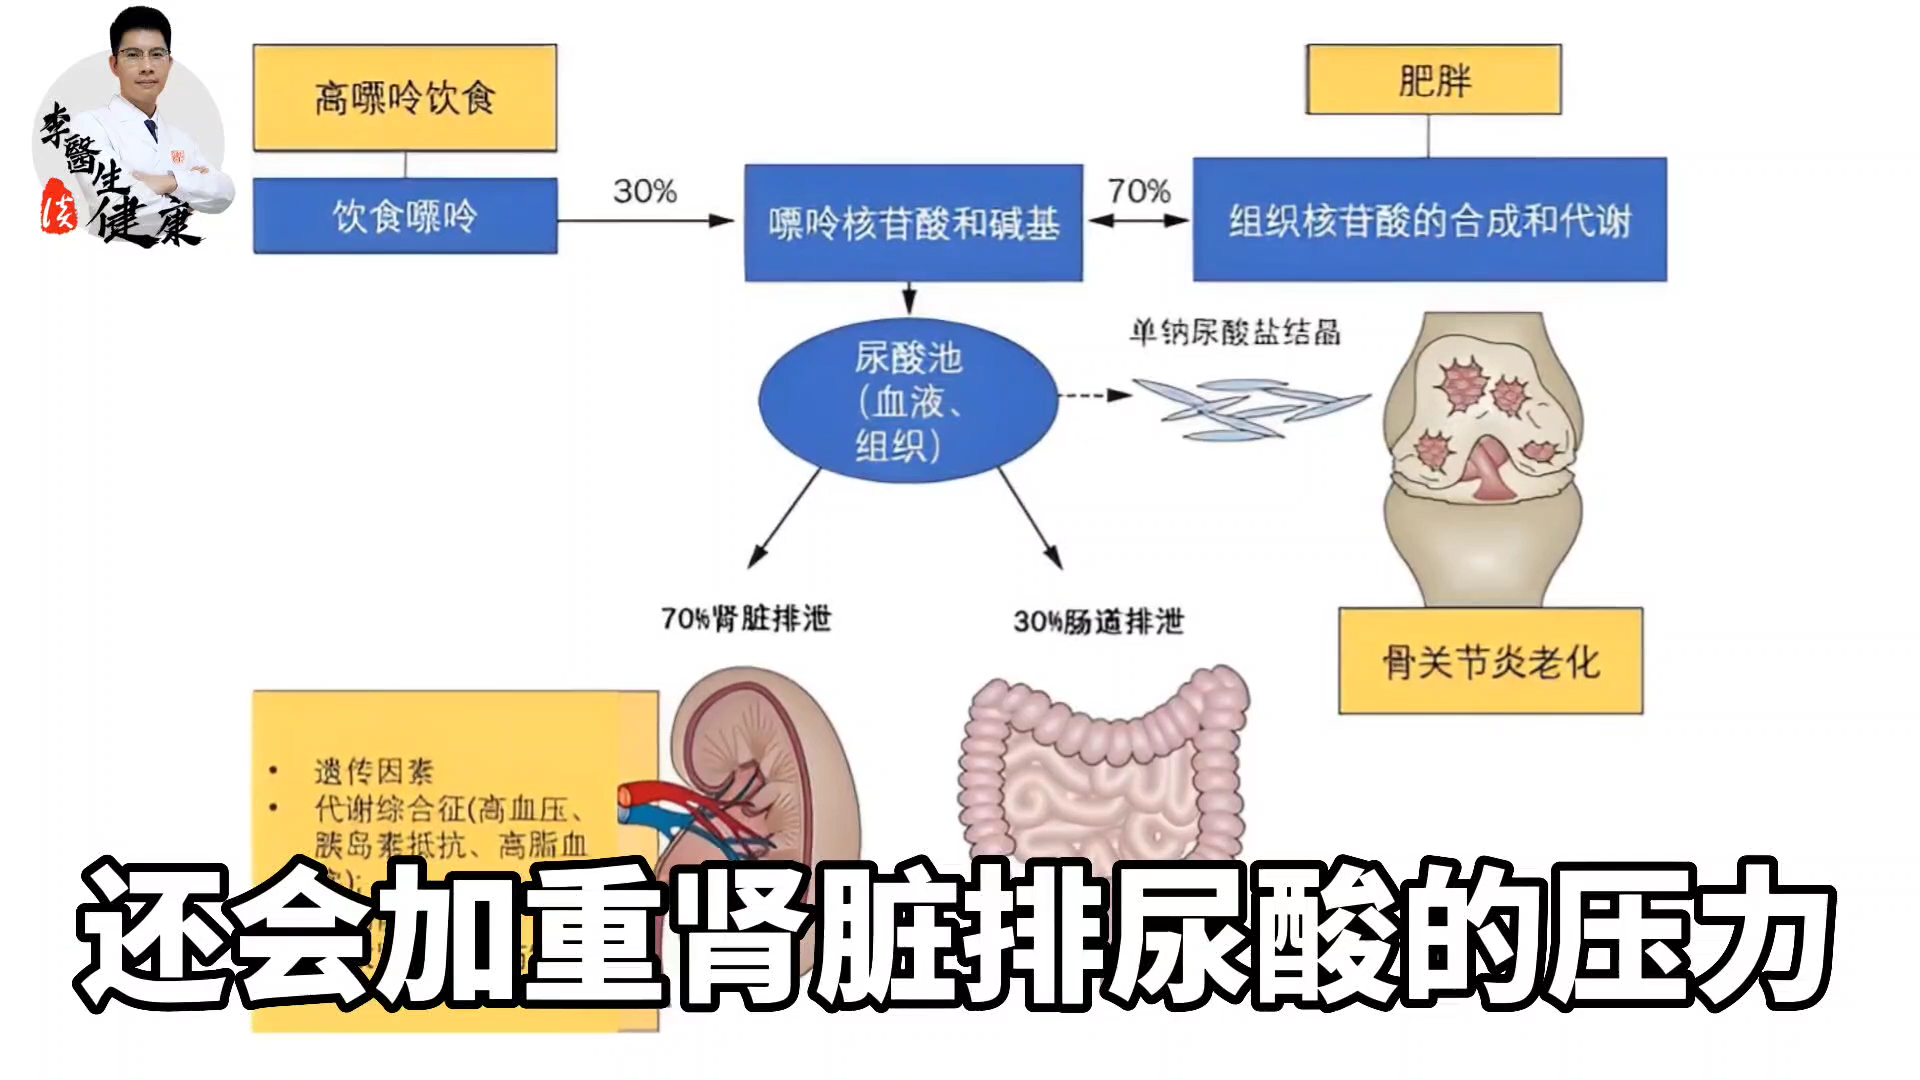 李醫生
谈健康
高嘌呤饮食
饮食嘌呤
30%
嘌呤核苷酸和碱基
70%
肥胖
组织核苷酸的合成和代谢
尿酸池
(血液、
组织)
单钠尿酸盐结晶
骨关节炎老化
70%肾脏排泄
30%肠道排泄
• 遗传因素
• 代谢综合征(高血压、
胰岛素抵抗、高脂血
还会加重肾脏排尿酸的压力